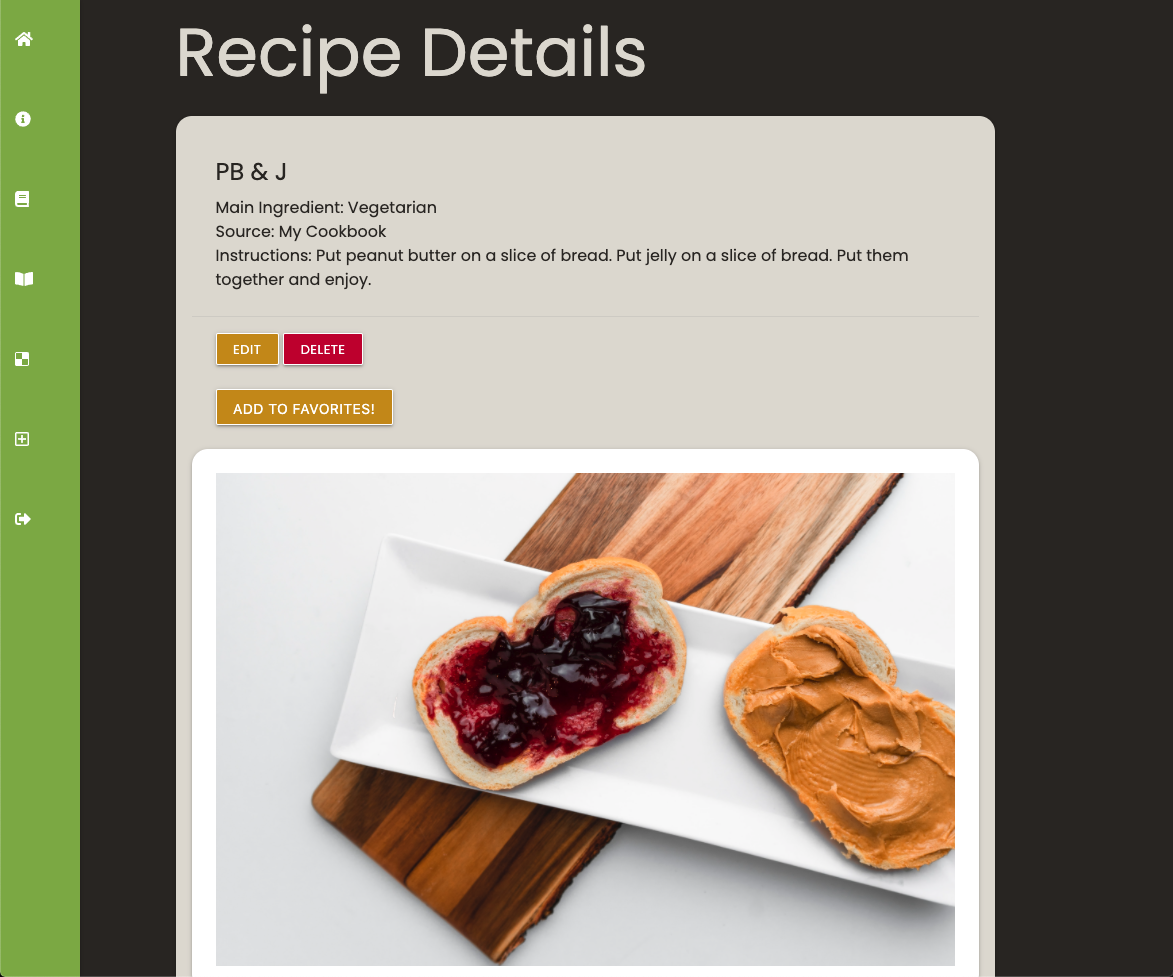 Recipe Details
PB & J
Main Ingredient: Vegetarian
Source: My Cookbook
Instructions: Put peanut butter on a slice of bread. Put jelly on a slice of bread. Put them
together and enjoy.
EDIT DELETE
ADD TO FAVORITES!